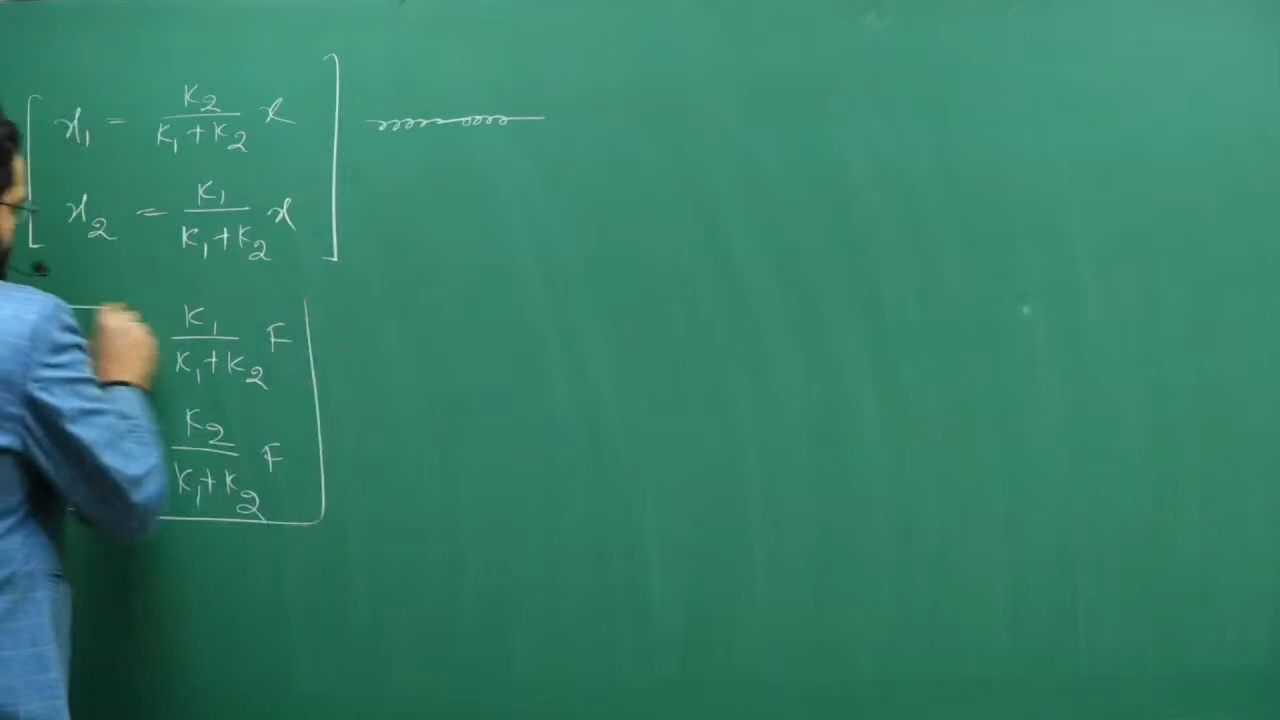 x₁ = K₂/(K₁+K₂) x
x₂ = K₁/(K₁+K₂) x
K₁/(K₁+K₂) F
K₂/(K₁+K₂) F